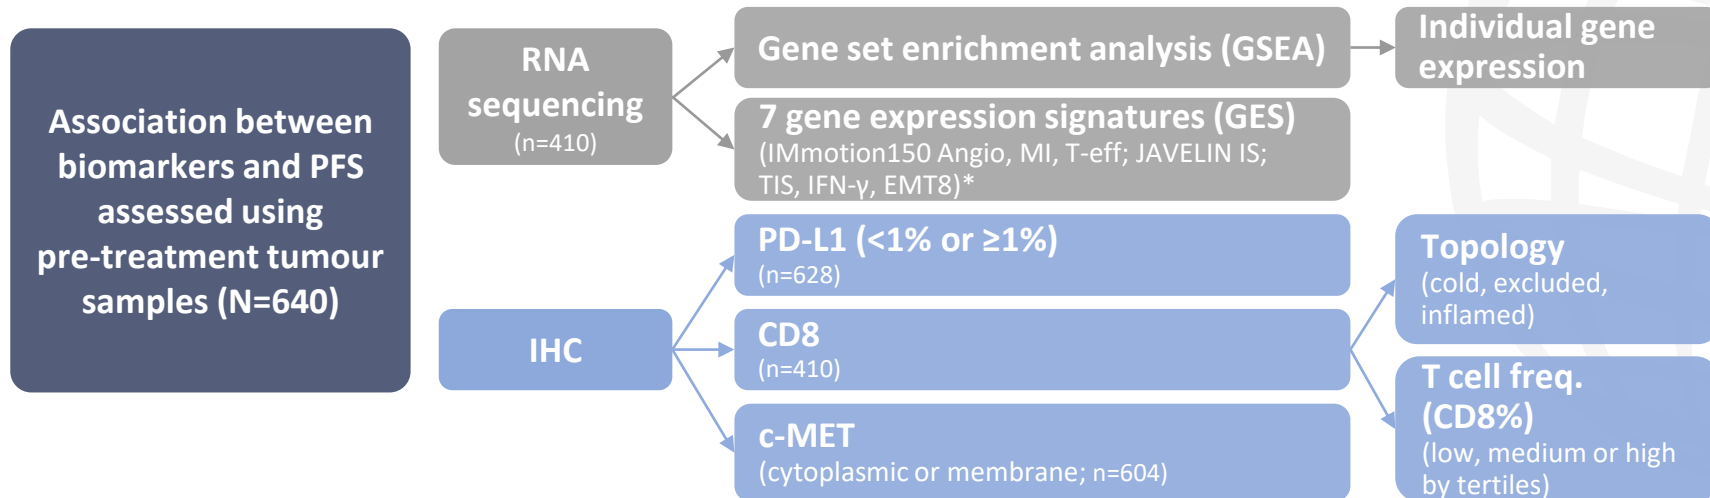 Association between
biomarkers and PFS
assessed using
pre-treatment tumour
samples (N=640)
RNA
sequencing
(n=410)
Gene set enrichment analysis (GSEA)
Individual gene
expression
7 gene expression signatures (GES)
(IMmotion150 Angio, MI, T-eff; JAVELIN IS;
TIS, IFN-γ, EMT8)*
IHC
PD-L1 (<1% or ≥1%)
(n=628)
CD8
(n=410)
c-MET
(cytoplasmic or membrane; n=604)
Topology
(cold, excluded,
inflamed)
T cell freq.
(CD8%)
(low, medium or high
by tertiles)